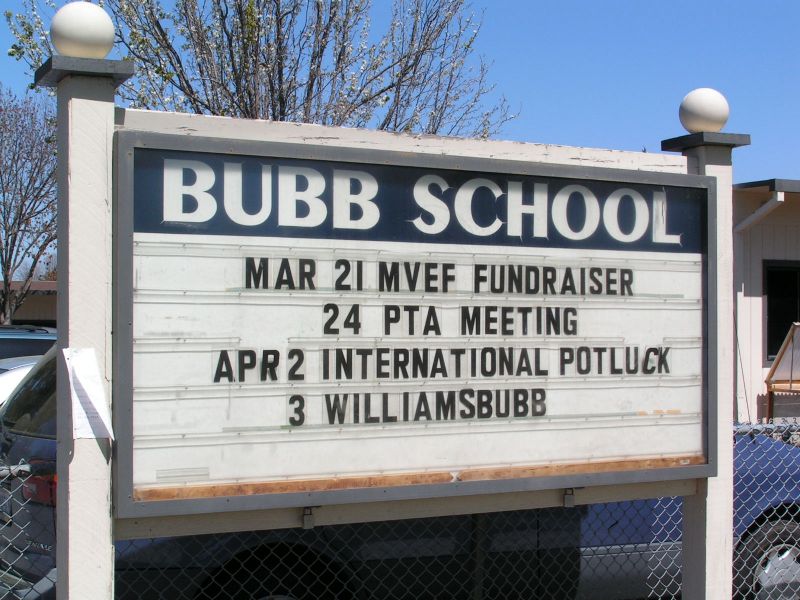 BUBB SCHOOL
MAR 21 MVEF FUNDRAISER
24 PTA MEETING
APR 2 INTERNATIONAL POTLUCK
3 WILLIAMSBUBB